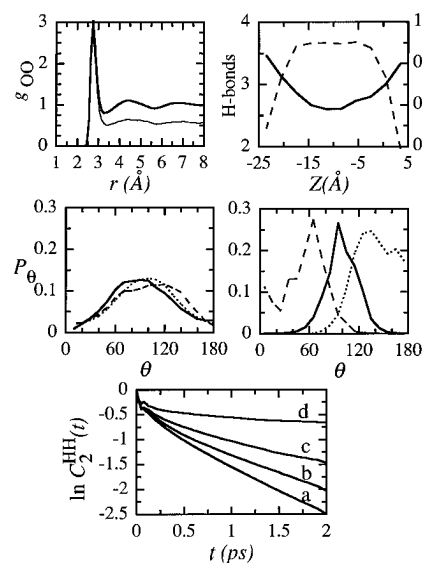 3
2
1
0
g OO
1 2 3 4 5 6 7 8
r (Å)
4
3
2
H-bonds
1
0
0
0
-25 -15 -5 5
Z(Å)
0.3
0.2
0.1
0
P θ
0 60 120 180
θ
0.3
0.2
0.1
0
0 60 120 180
θ
0
-0.5
-1
-1.5
-2
-2.5
ln C₂ᴴᴴ(t)
d
c
b
a
0 0.5 1 1.5 2
t (ps)